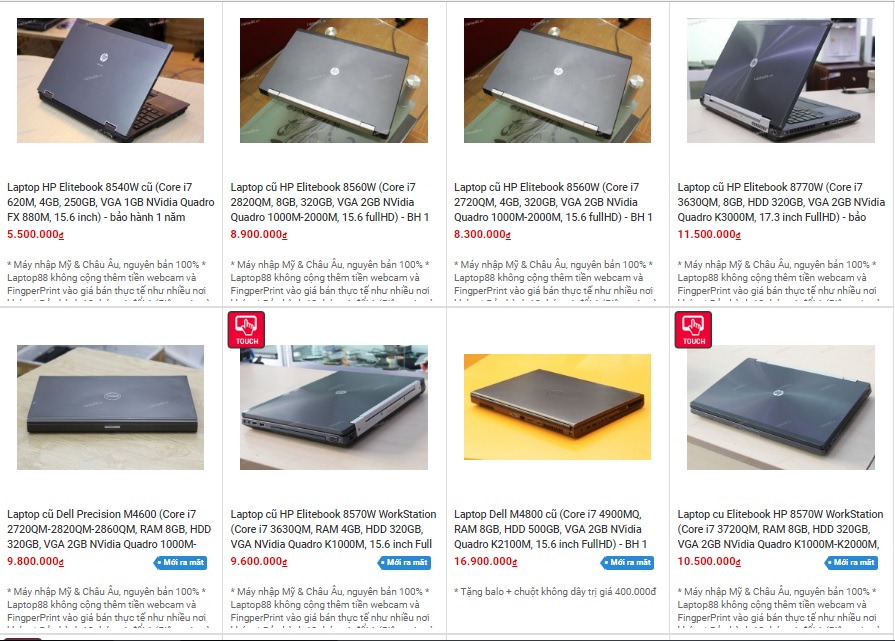 Laptop HP Elitebook 8540W cũ (Core i7
620M, 4GB, 250GB, VGA 1GB NVidia Quadro
FX 880M, 15.6 inch) - bảo hành 1 năm
5.500.000₫
* Máy nhập Mỹ & Châu Âu, nguyên bản 100% *
Laptop88 không cộng thêm tiền webcam và
FingperPrint vào giá bán thực tế như nhiều nơi
Laptop cũ HP Elitebook 8560W (Core i7
2820QM, 8GB, 320GB, VGA 2GB NVidia
Quadro 1000M-2000M, 15.6 fullHD) - BH 1
8.900.000₫
* Máy nhập Mỹ & Châu Âu, nguyên bản 100% *
Laptop88 không cộng thêm tiền webcam và
FingperPrint vào giá bán thực tế như nhiều nơi
Laptop cũ HP Elitebook 8560W (Core i7
2720QM, 4GB, 320GB, VGA 2GB NVidia
Quadro 1000M-2000M, 15.6 fullHD) - BH 1
8.300.000₫
* Máy nhập Mỹ & Châu Âu, nguyên bản 100% *
Laptop88 không cộng thêm tiền webcam và
FingperPrint vào giá bán thực tế như nhiều nơi
Laptop cũ HP Elitebook 8770W (Core i7
3630QM, 8GB, HDD 320GB, VGA 2GB NVidia
Quadro K3000M, 17.3 inch FullHD) - bảo
11.500.000₫
* Máy nhập Mỹ & Châu Âu, nguyên bản 100% *
Laptop88 không cộng thêm tiền webcam và
FingperPrint vào giá bán thực tế như nhiều nơi
Laptop cũ Dell Precision M4600 (Core i7
2720QM-2820QM-2860QM, RAM 8GB, HDD
320GB, VGA 2GB NVidia Quadro 1000M-
9.800.000₫
Mới ra mắt
* Máy nhập Mỹ & Châu Âu, nguyên bản 100% *
Laptop88 không cộng thêm tiền webcam và
FingperPrint vào giá bán thực tế như nhiều nơi
TOUCH
Laptop cũ HP Elitebook 8570W WorkStation
(Core i7 3630QM, RAM 4GB, HDD 320GB,
VGA NVidia Quadro K1000M, 15.6 inch Full
9.600.000₫
Mới ra mắt
* Máy nhập Mỹ & Châu Âu, nguyên bản 100% *
Laptop88 không cộng thêm tiền webcam và
FingperPrint vào giá bán thực tế như nhiều nơi
Laptop Dell M4800 cũ (Core i7 4900MQ,
RAM 8GB, HDD 500GB, VGA 2GB NVidia
Quadro K2100M, 15.6 inch FullHD) - BH 1
16.900.000₫
Mới ra mắt
* Tặng balo + chuột không dây trị giá 400.000đ
TOUCH
Laptop cu Elitebook HP 8570W WorkStation
(Core i7 3720QM, RAM 8GB, HDD 320GB,
VGA 2GB NVidia Quadro K1000M-K2000M,
10.500.000₫
Mới ra mắt
* Máy nhập Mỹ & Châu Âu, nguyên bản 100% *
Laptop88 không cộng thêm tiền webcam và
FingperPrint vào giá bán thực tế như nhiều nơi